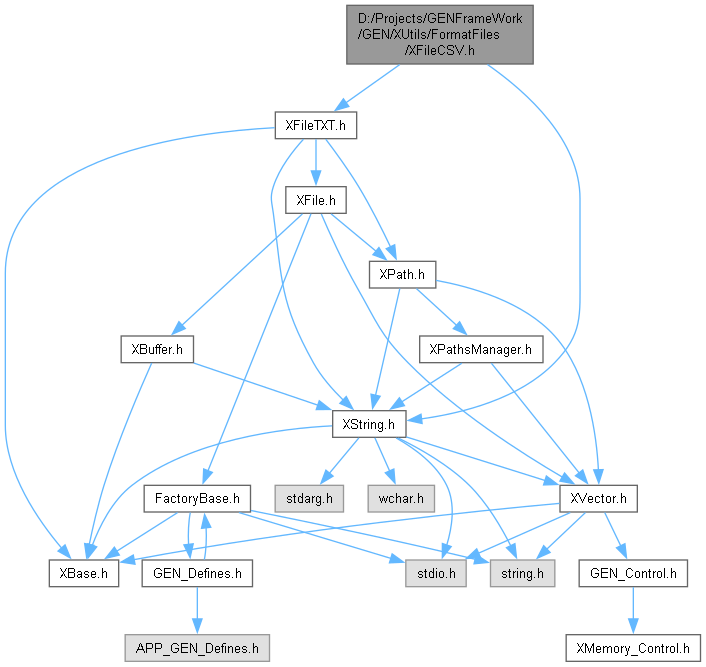 D:/Projects/GENFrameWork
/GEN/XUtils/FormatFiles
/XFileCSV.h
XFileTXT.h
XFile.h
XPath.h
XBuffer.h
XPathsManager.h
XString.h
FactoryBase.h
stdarg.h
wchar.h
XVector.h
XBase.h
GEN_Defines.h
stdio.h
string.h
GEN_Control.h
APP_GEN_Defines.h
XMemory_Control.h